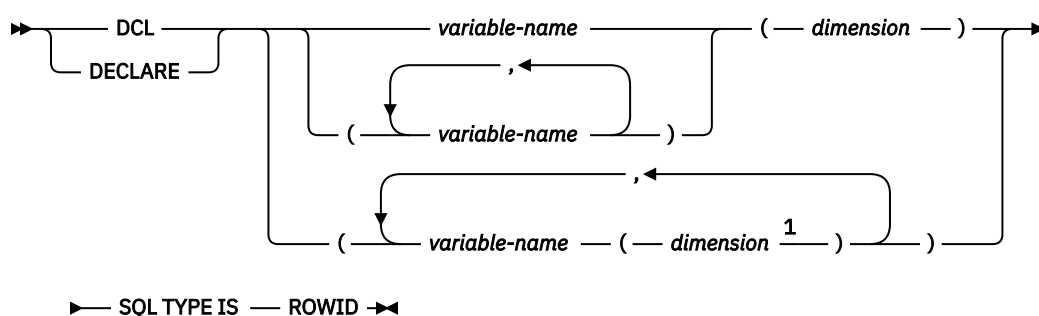 DCL variable-name ( dimension )
DECLARE
,
( variable-name )
,
( variable-name ( dimension 1 ) )
SQL TYPE IS ROWID